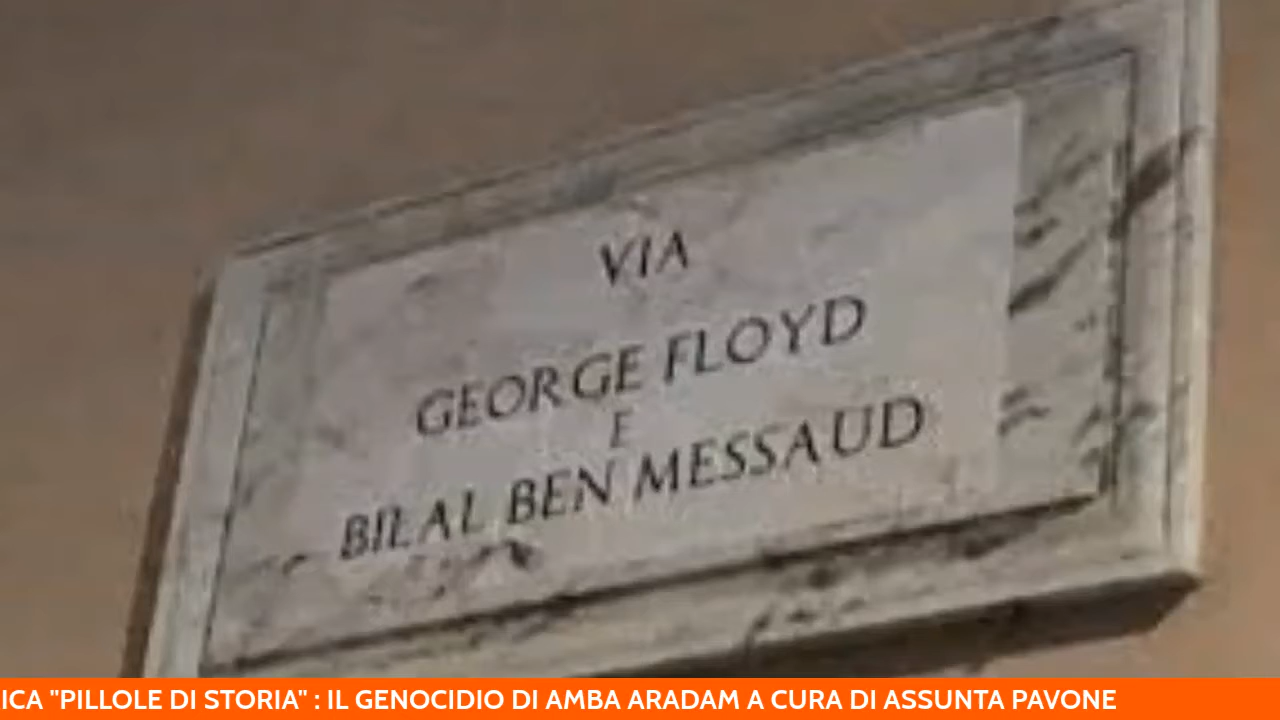 VIA
GEORGE FLOYD
E
BILAL BEN MESSAUD
ICA "PILLOLE DI STORIA" : IL GENOCIDIO DI AMBA ARADAM A CURA DI ASSUNTA PAVONE